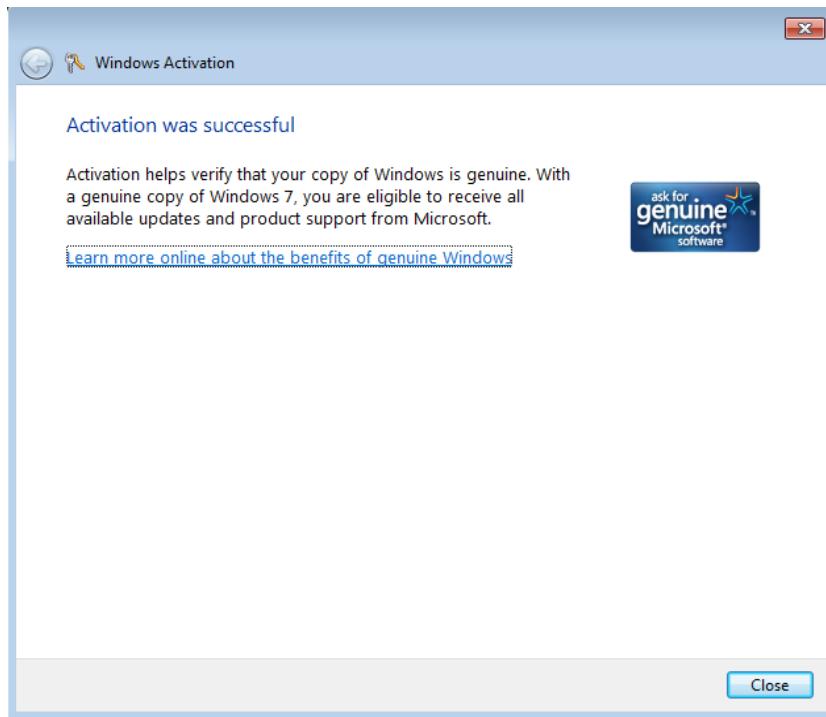 Windows Activation
Activation was successful
Activation helps verify that your copy of Windows is genuine. With
a genuine copy of Windows 7, you are eligible to receive all
available updates and product support from Microsoft.
Learn more online about the benefits of genuine Windows
ask for
genuine™
Microsoft®
software
Close